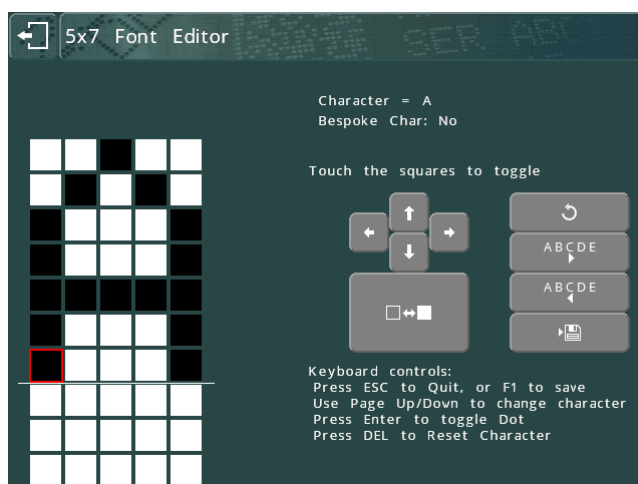 5x7 Font Editor
SER ABC
Character = A
Bespoke Char: No
Touch the squares to toggle
ABCDE
ABCDE
Keyboard controls:
Press ESC to Quit, or F1 to save
Use Page Up/Down to change character
Press Enter to toggle Dot
Press DEL to Reset Character